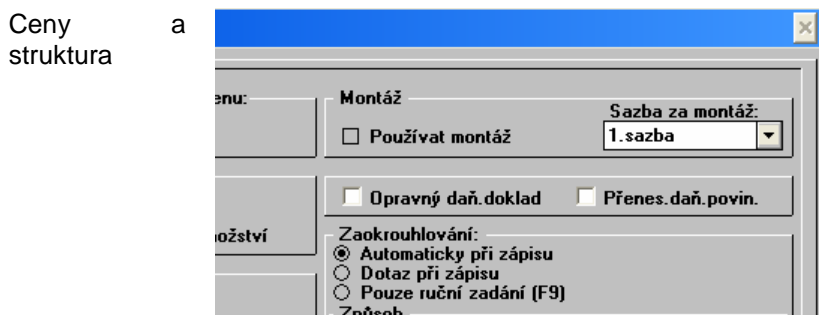 Ceny a
struktura
enu:
Montáž
Sazba za montáž:
Používat montáž
1.sazba
Opravný daň.doklad
Přenes.daň.povin.
ožství
Zaokrouhlování:
Automaticky při zápisu
Dotaz při zápisu
Pouze ruční zadání (F9)
Způsob